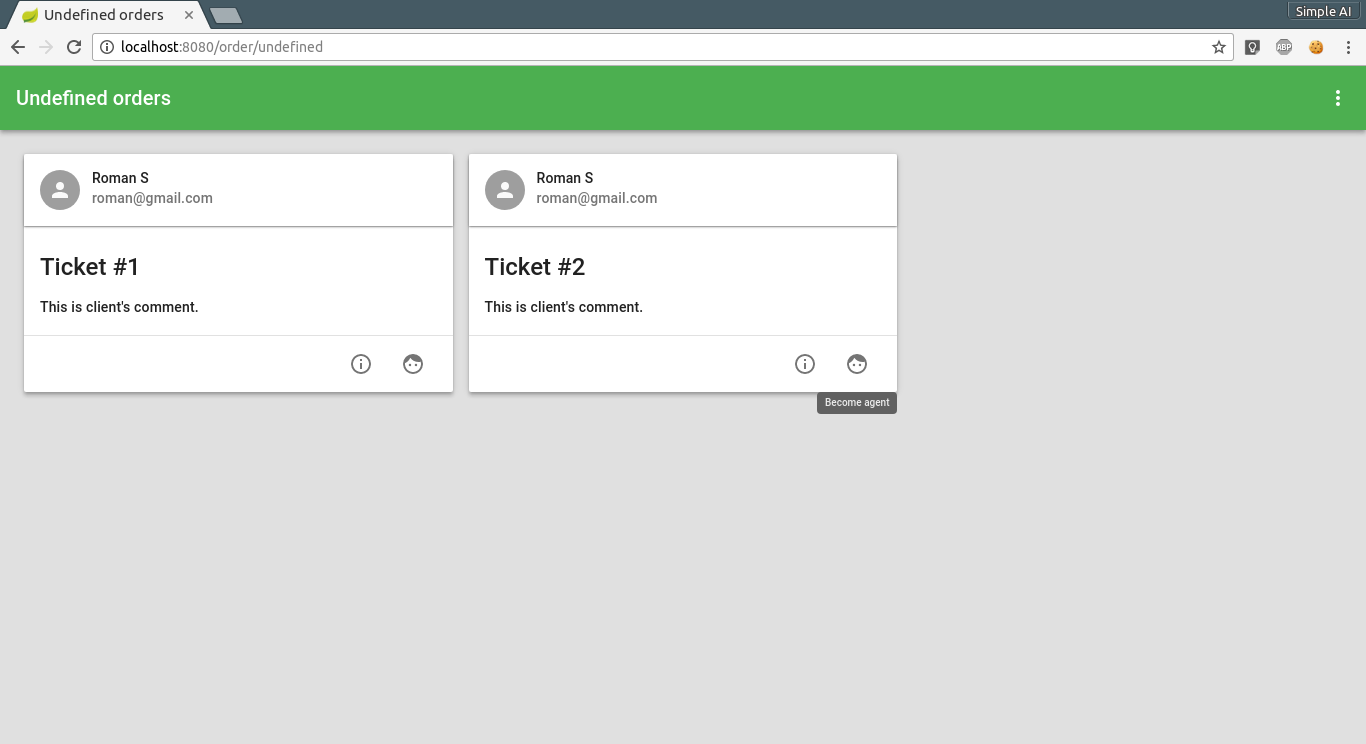 Undefined orders
Simple AI
localhost:8080/order/undefined
ABP
Undefined orders
Roman S
roman@gmail.com
Ticket #1
This is client's comment.
Roman S
roman@gmail.com
Ticket #2
This is client's comment.
Become agent